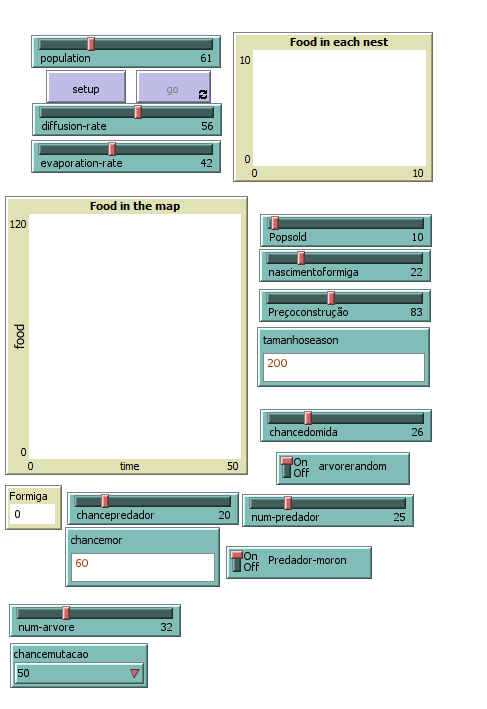 population 61
setup
go
diffusion-rate 56
evaporation-rate 42
Food in each nest
10
0
0 10
Food in the map
120
food
0
0 time 50
Popsold 10
nascimentoformiga 22
Preçoconstrução 83
tamanhoseason
200
chancedomida 26
On
Off
arvorerandom
Formiga
0
chancepredador 20
num-predador 25
chancemor
60
On
Off
Predador-moron
num-arvore 32
chancemutacao
50